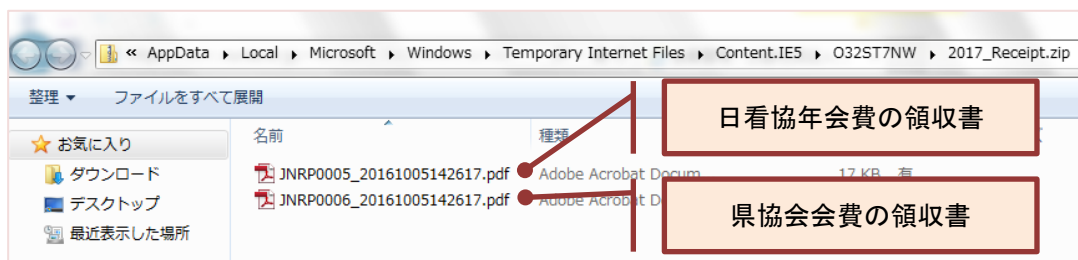 « AppData ▸ Local ▸ Microsoft ▸ Windows ▸ Temporary Internet Files ▸ Content.IE5 ▸ O32ST7NW ▸ 2017_Receipt.zip
整理 ▼ ファイルをすべて展開
お気に入り
ダウンロード
デスクトップ
最近表示した場所
名前 種類
JNRP0005_20161005142617.pdf Adobe Acrobat Docum 17 KB 有
JNRP0006_20161005142617.pdf Adobe Acrobat D
日看協年会費の領収書
県協会会費の領収書